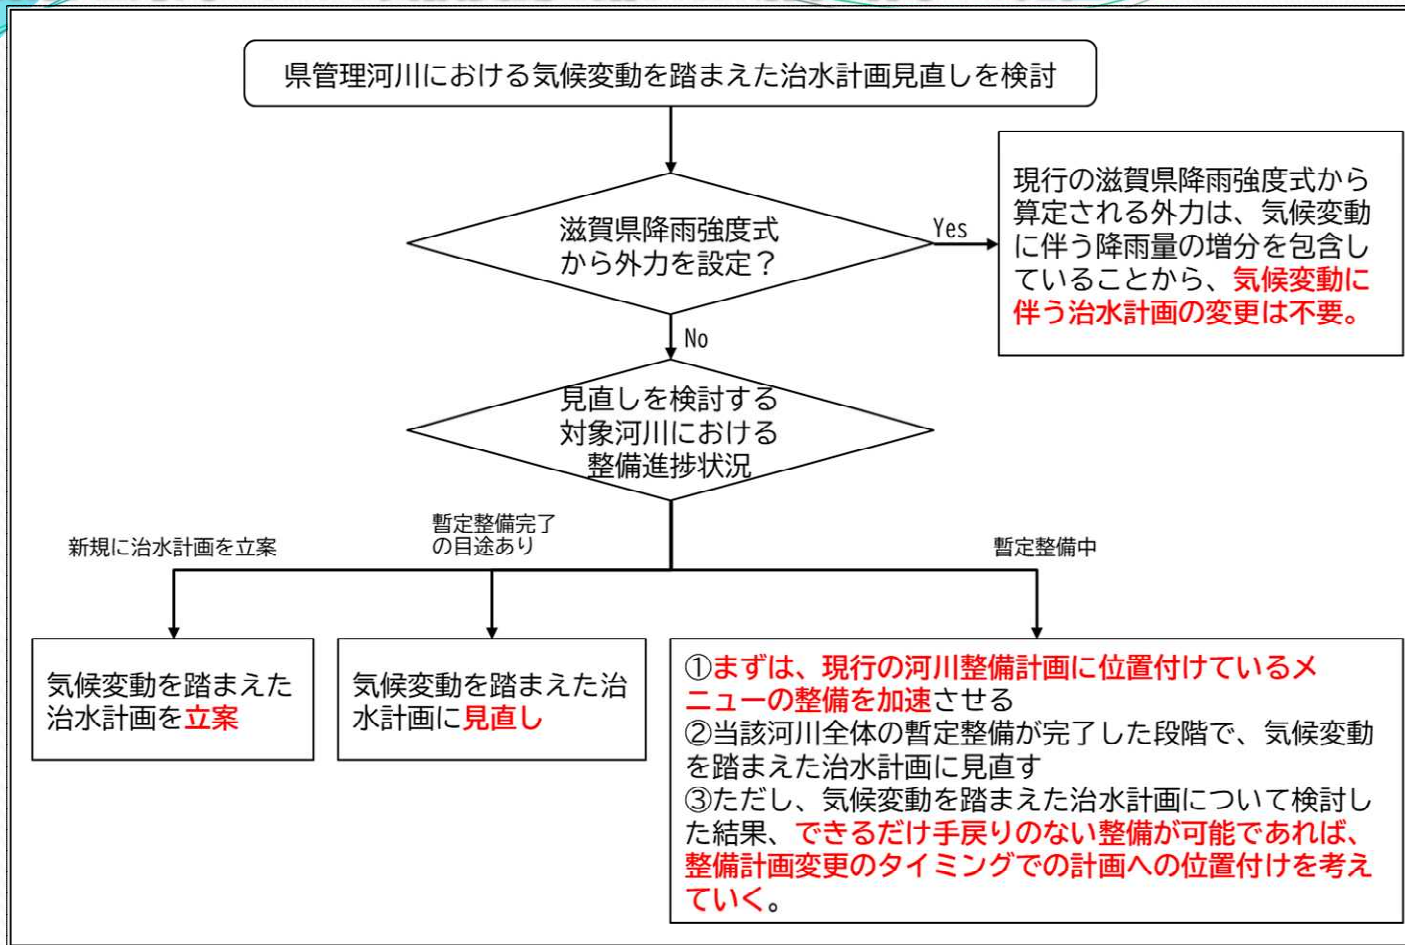 県管理河川における気候変動を踏まえた治水計画見直しを検討
滋賀県降雨強度式
から外力を設定？
Yes
現行の滋賀県降雨強度式から
算定される外力は、気候変動
に伴う降雨量の増分を包含し
ていることから、気候変動に
伴う治水計画の変更は不要。
No
見直しを検討する
対象河川における
整備進捗状況
新規に治水計画を立案
暫定整備完了
の目途あり
暫定整備中
気候変動を踏まえた
治水計画を立案
気候変動を踏まえた治
水計画に見直し
①まずは、現行の河川整備計画に位置付けているメ
ニューの整備を加速させる
②当該河川全体の暫定整備が完了した段階で、気候変動
を踏まえた治水計画に見直す
③ただし、気候変動を踏まえた治水計画について検討し
た結果、できるだけ手戻りのない整備が可能であれば、
整備計画変更のタイミングでの計画への位置付けを考え
ていく。